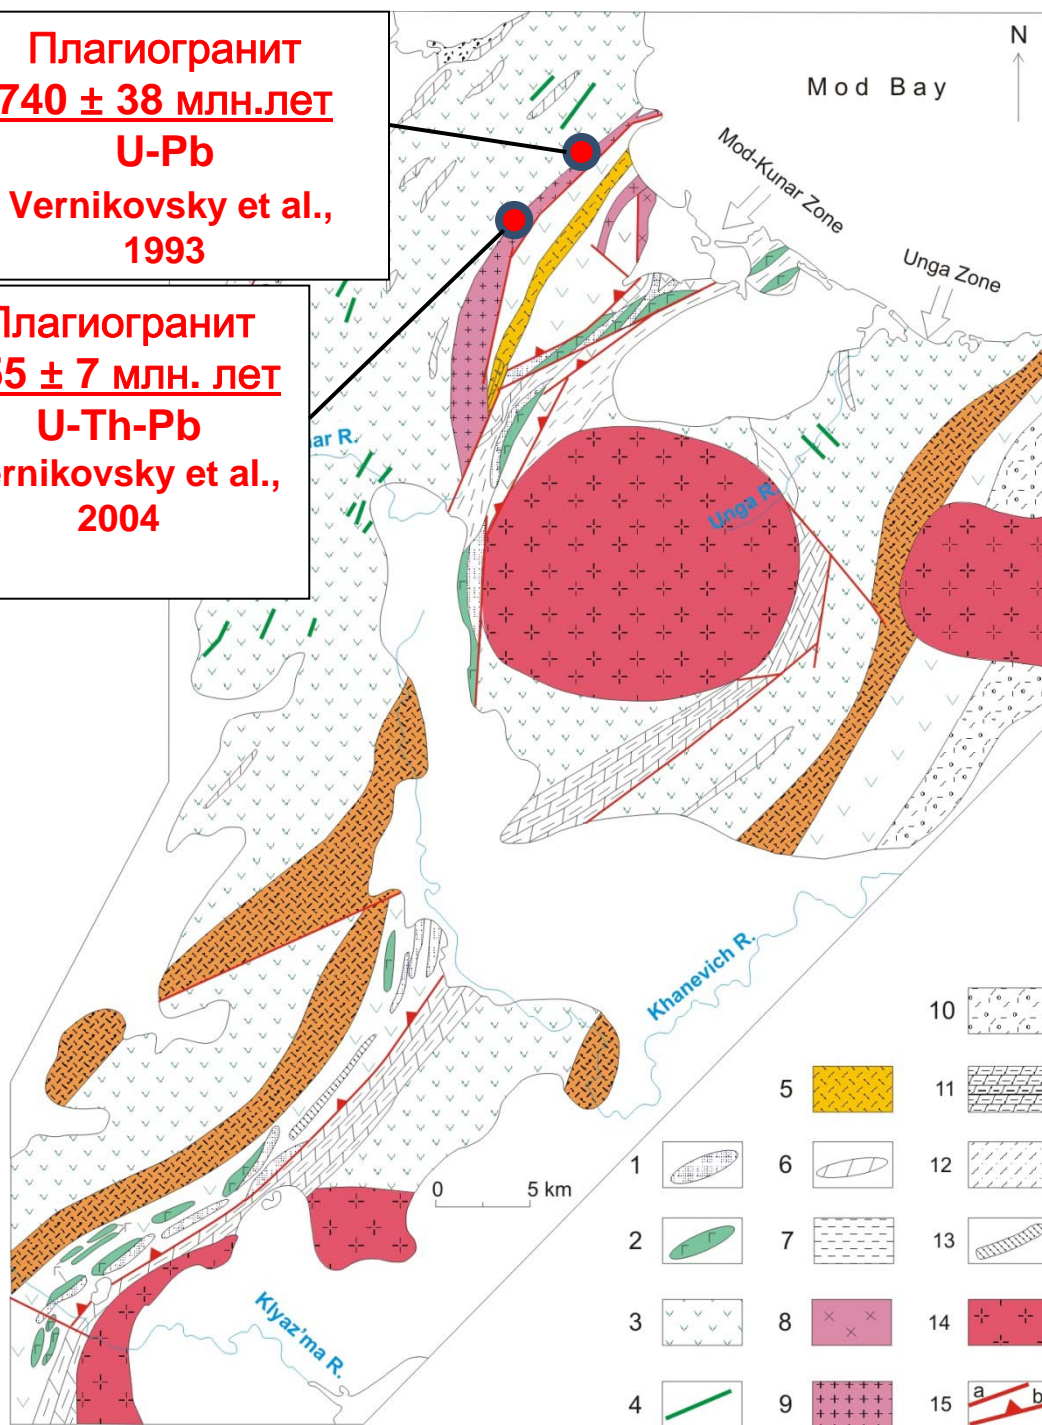 Плагиогранит
740 ± 38 млн.лет
U-Pb
Vernikovsky et al.,
1993
Плагиогранит
55 ± 7 млн. лет
U-Th-Pb
ernikovsky et al.,
2004
N
Mod Bay
Mod-Kunar Zone
Unga Zone
ar R.
Unga R.
Khanevich R.
Klyaz'ma R.
0 5 km
10
5
11
1
6
12
2
7
13
3
8
14
4
9
15
a
b